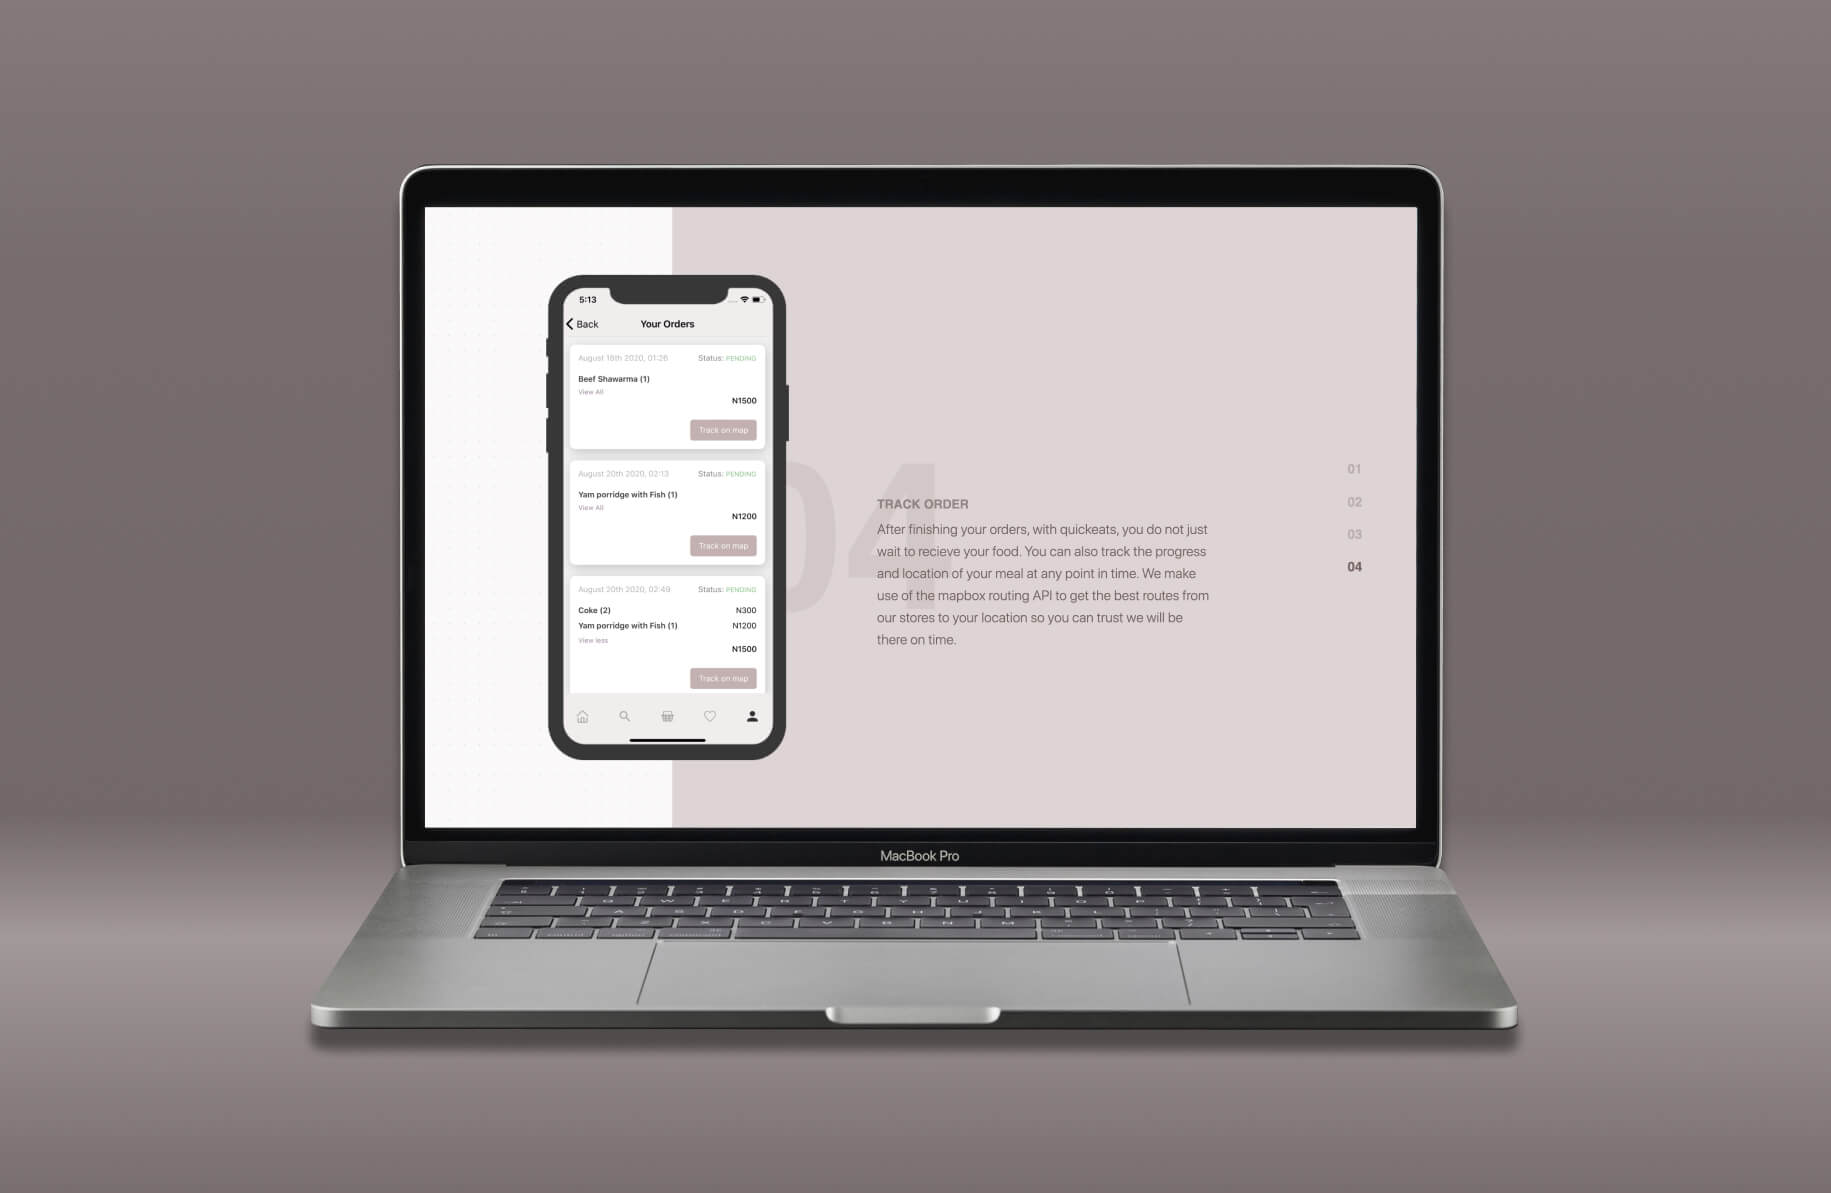 5:13
Back
Your Orders
August 18th 2020, 01:26 Status: PENDING
Beef Shawarma (1)
View All
N1500
Track on map
August 20th 2020, 02:13 Status: PENDING
Yam porridge with Fish (1)
View All
N1200
Track on map
August 20th 2020, 02:49 Status: PENDING
Coke (2) N300
Yam porridge with Fish (1) N1200
View less
N1500
Track on map
04
TRACK ORDER
After finishing your orders, with quickeats, you do not just
wait to recieve your food. You can also track the progress
and location of your meal at any point in time. We make
use of the mapbox routing API to get the best routes from
our stores to your location so you can trust we will be
there on time.
01
02
03
04
MacBook Pro
Q W E R T Y U I O P
A S D F G H J K L
Z X C V B N M